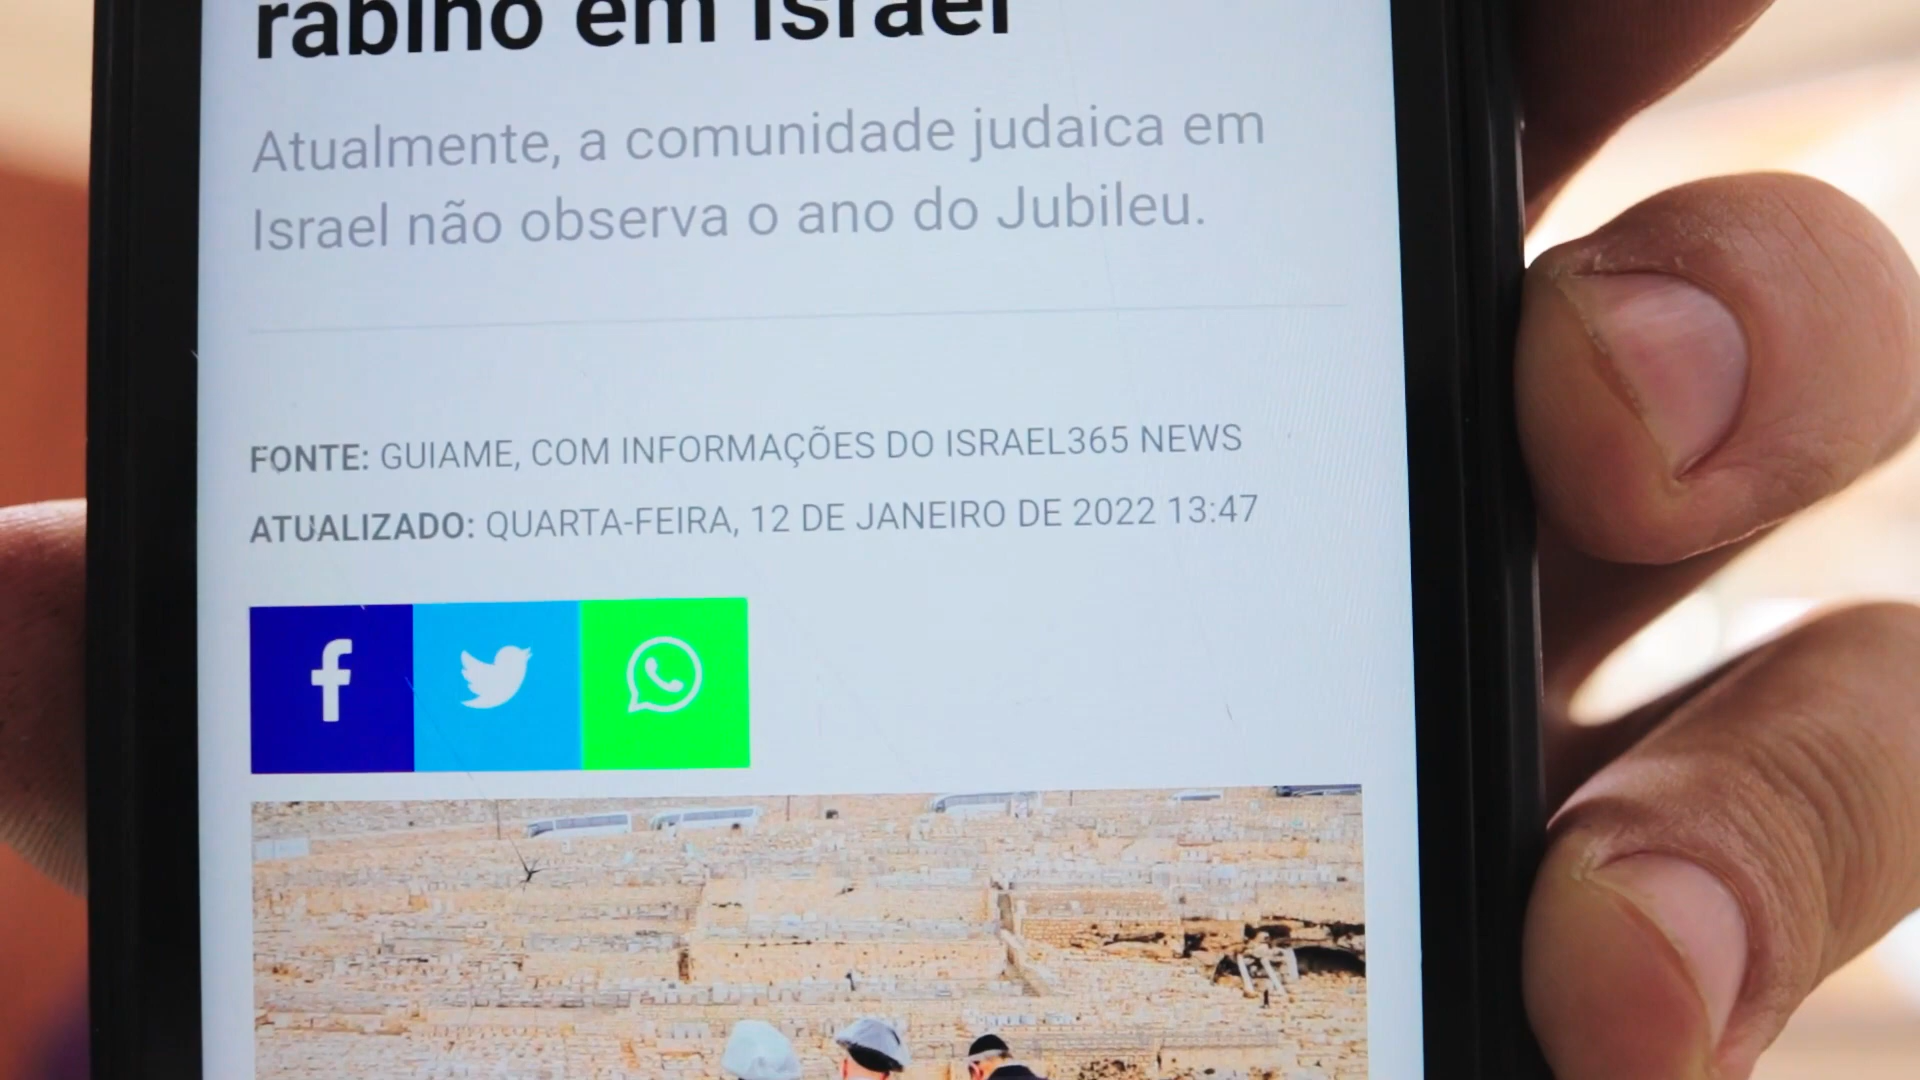 rabino em Israel
Atualmente, a comunidade judaica em
Israel não observa o ano do Jubileu.
FONTE: GUIAME, COM INFORMAÇÕES DO ISRAEL365 NEWS
ATUALIZADO: QUARTA-FEIRA, 12 DE JANEIRO DE 2022 13:47